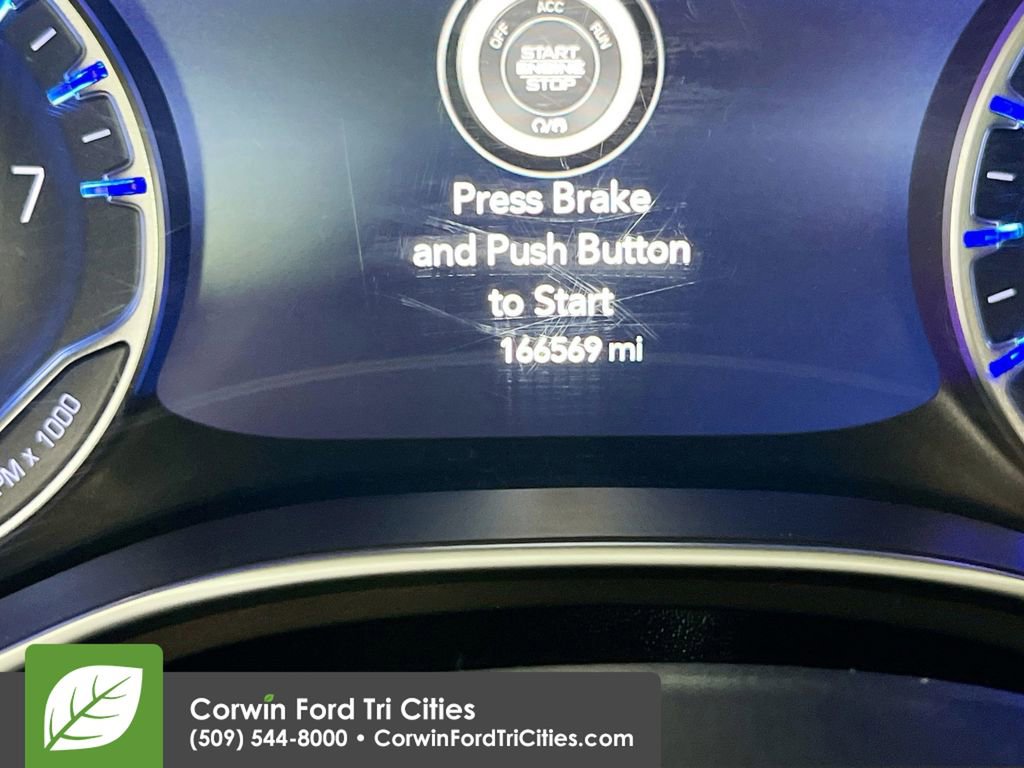 OFF
ACC
RUN
START
ENGINE
STOP
Press Brake
and Push Button
to Start
166569 mi
7
PM x 1000
Corwin Ford Tri Cities
(509) 544-8000 • CorwinFordTriCities.com